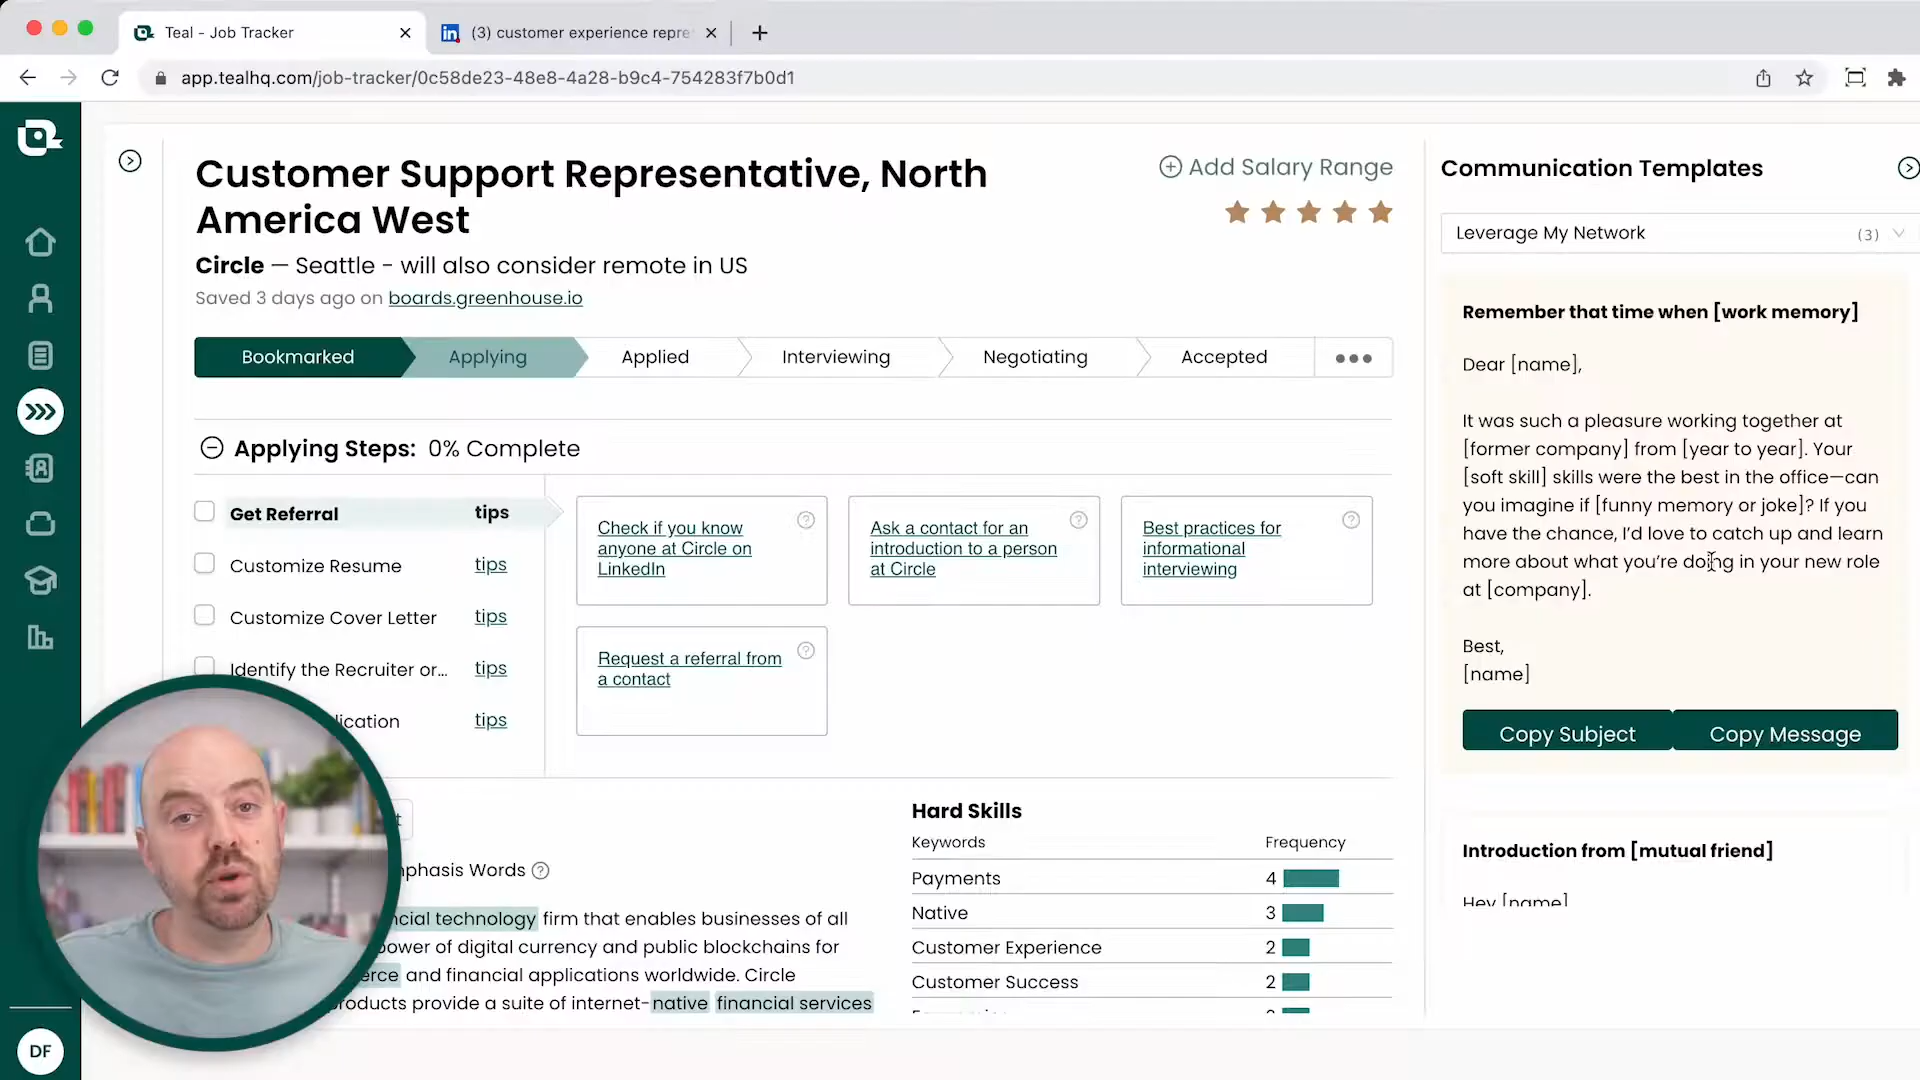 Teal - Job Tracker
(3) customer experience repre
app.tealhq.com/job-tracker/0c58de23-48e8-4a28-b9c4-754283f7b0d1
Customer Support Representative, North
America West
Circle — Seattle - will also consider remote in US
Saved 3 days ago on boards.greenhouse.io
Add Salary Range
Bookmarked
Applying
Applied
Interviewing
Negotiating
Accepted
Applying Steps: 0% Complete
Get Referral tips
Customize Resume tips
Customize Cover Letter tips
Identify the Recruiter or... tips
lication tips
Check if you know
anyone at Circle on
LinkedIn
Ask a contact for an
introduction to a person
at Circle
Best practices for
informational
interviewing
Request a referral from
a contact
t
mphasis Words
ncial technology firm that enables businesses of all
power of digital currency and public blockchains for
erce and financial applications worldwide. Circle
products provide a suite of internet-native financial services
Hard Skills
Keywords Frequency
Payments 4
Native 3
Customer Experience 2
Customer Success 2
Communication Templates
Leverage My Network (3)
Remember that time when [work memory]
Dear [name],
It was such a pleasure working together at
[former company] from [year to year]. Your
[soft skill] skills were the best in the office—can
you imagine if [funny memory or joke]? If you
have the chance, I'd love to catch up and learn
more about what you're doing in your new role
at [company].
Best,
[name]
Copy Subject
Copy Message
Introduction from [mutual friend]
Hey [name]
DF